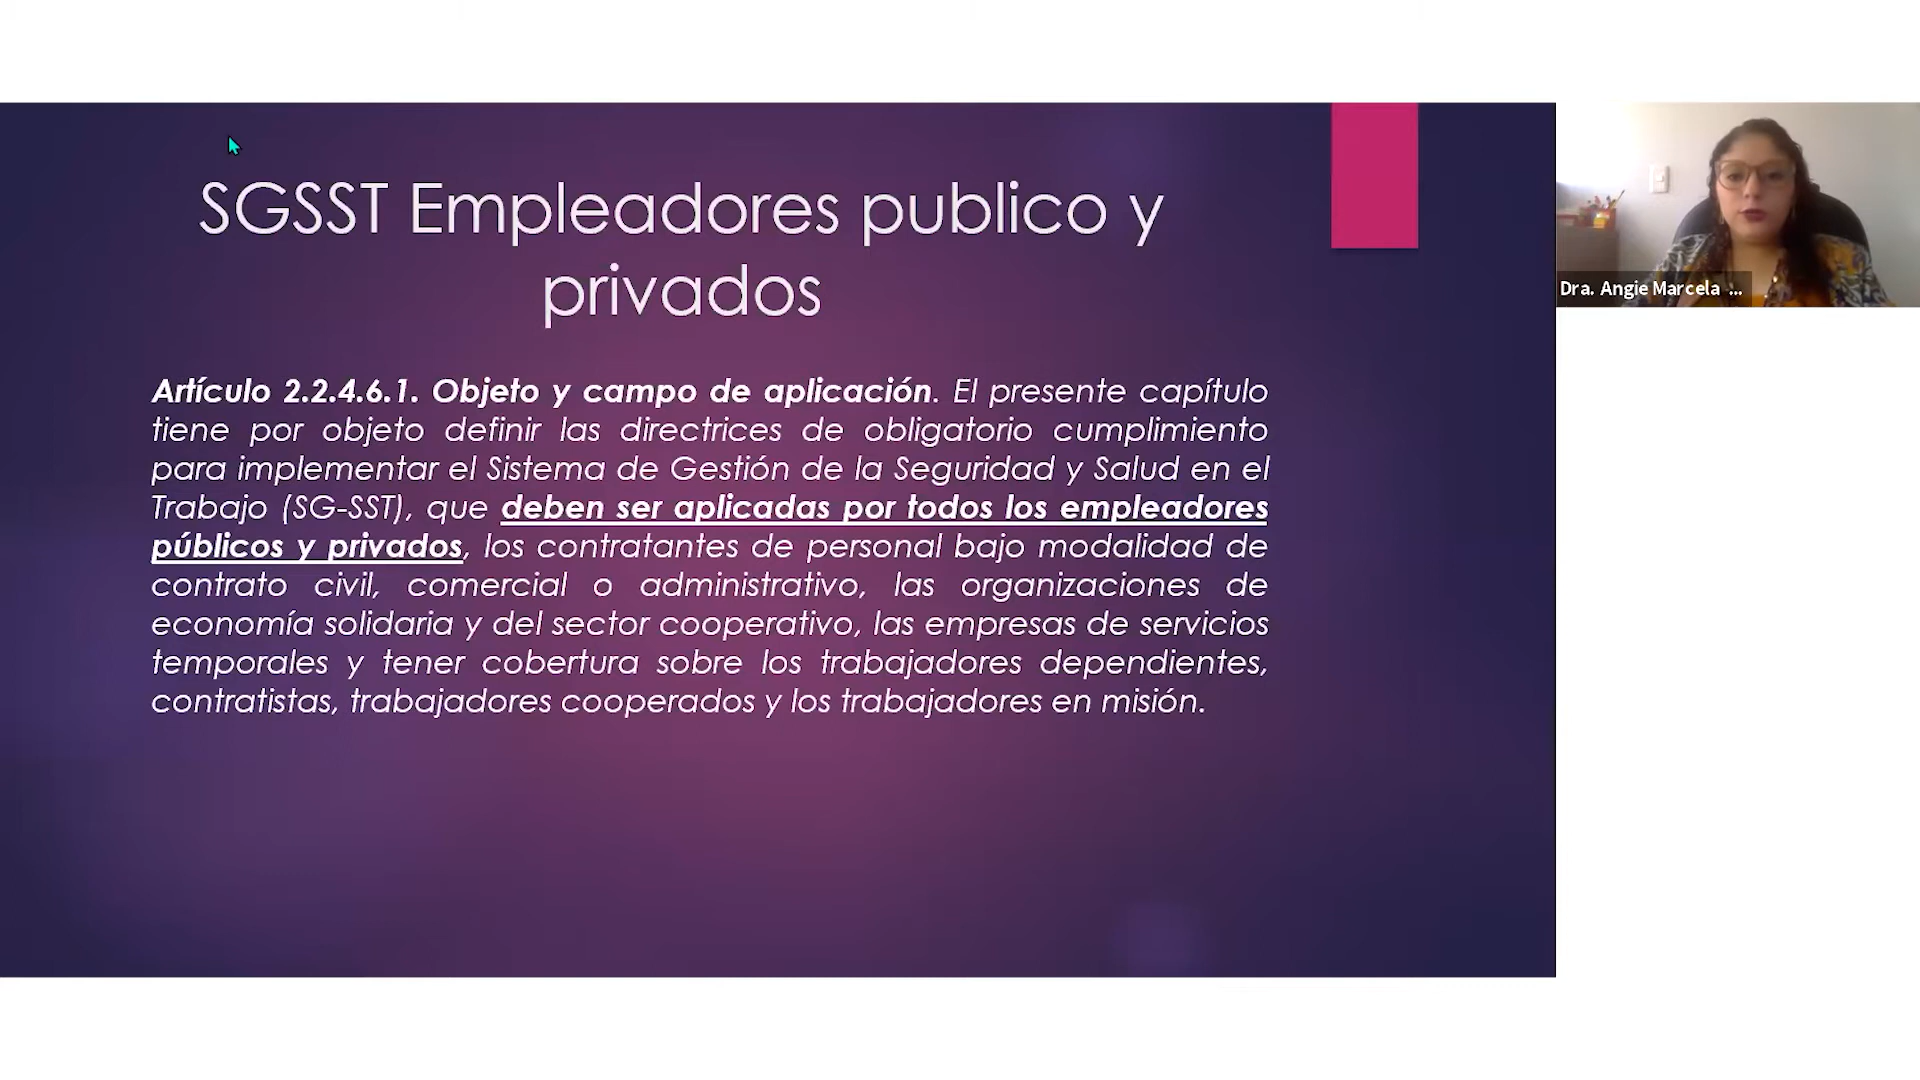 SGSST Empleadores publico y
privados
Artículo 2.2.4.6.1. Objeto y campo de aplicación. El presente capítulo
tiene por objeto definir las directrices de obligatorio cumplimiento
para implementar el Sistema de Gestión de la Seguridad y Salud en el
Trabajo (SG-SST), que deben ser aplicadas por todos los empleadores
públicos y privados, los contratantes de personal bajo modalidad de
contrato civil, comercial o administrativo, las organizaciones de
economía solidaria y del sector cooperativo, las empresas de servicios
temporales y tener cobertura sobre los trabajadores dependientes,
contratistas, trabajadores cooperados y los trabajadores en misión.
Dra. Angie Marcela ...